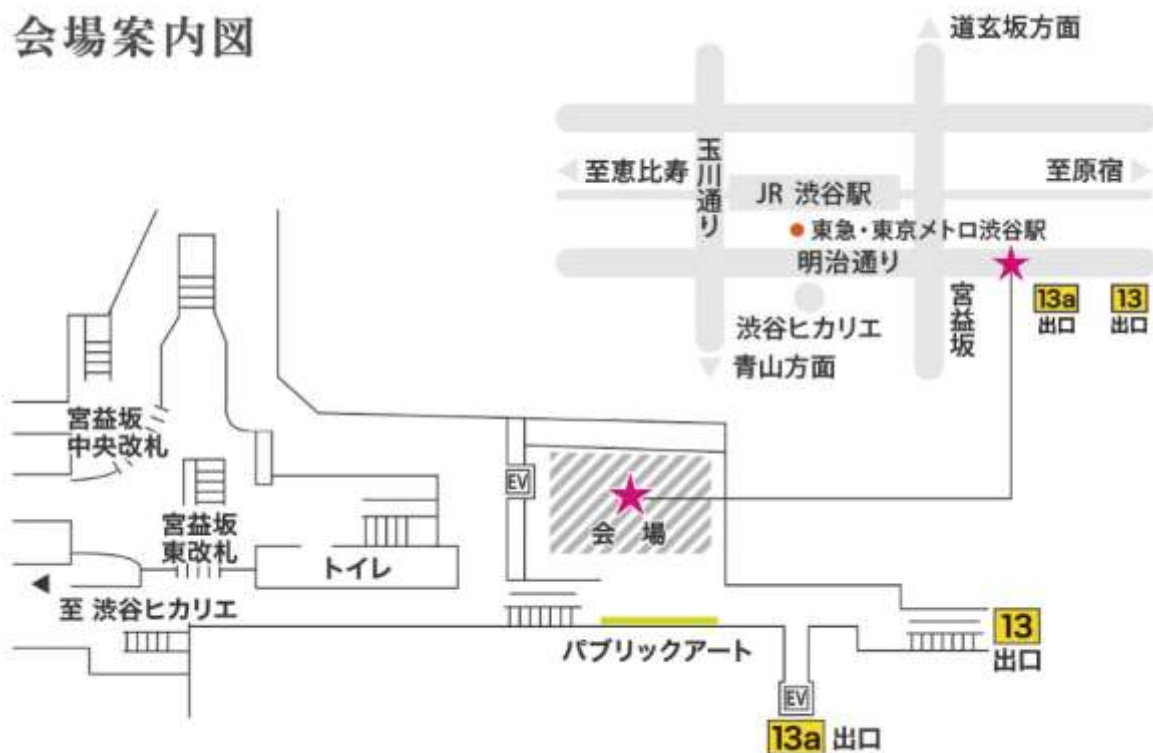 会場案内図
道玄坂方面
玉川通り
至恵比寿
JR 渋谷駅
至原宿
東急・東京メトロ渋谷駅
明治通り
宮益坂
13a
出口
13
出口
渋谷ヒカリエ
青山方面
宮益坂
中央改札
EV
会 場
宮益坂
東改札
トイレ
至 渋谷ヒカリエ
パブリックアート
13
出口
EV
13a 出口